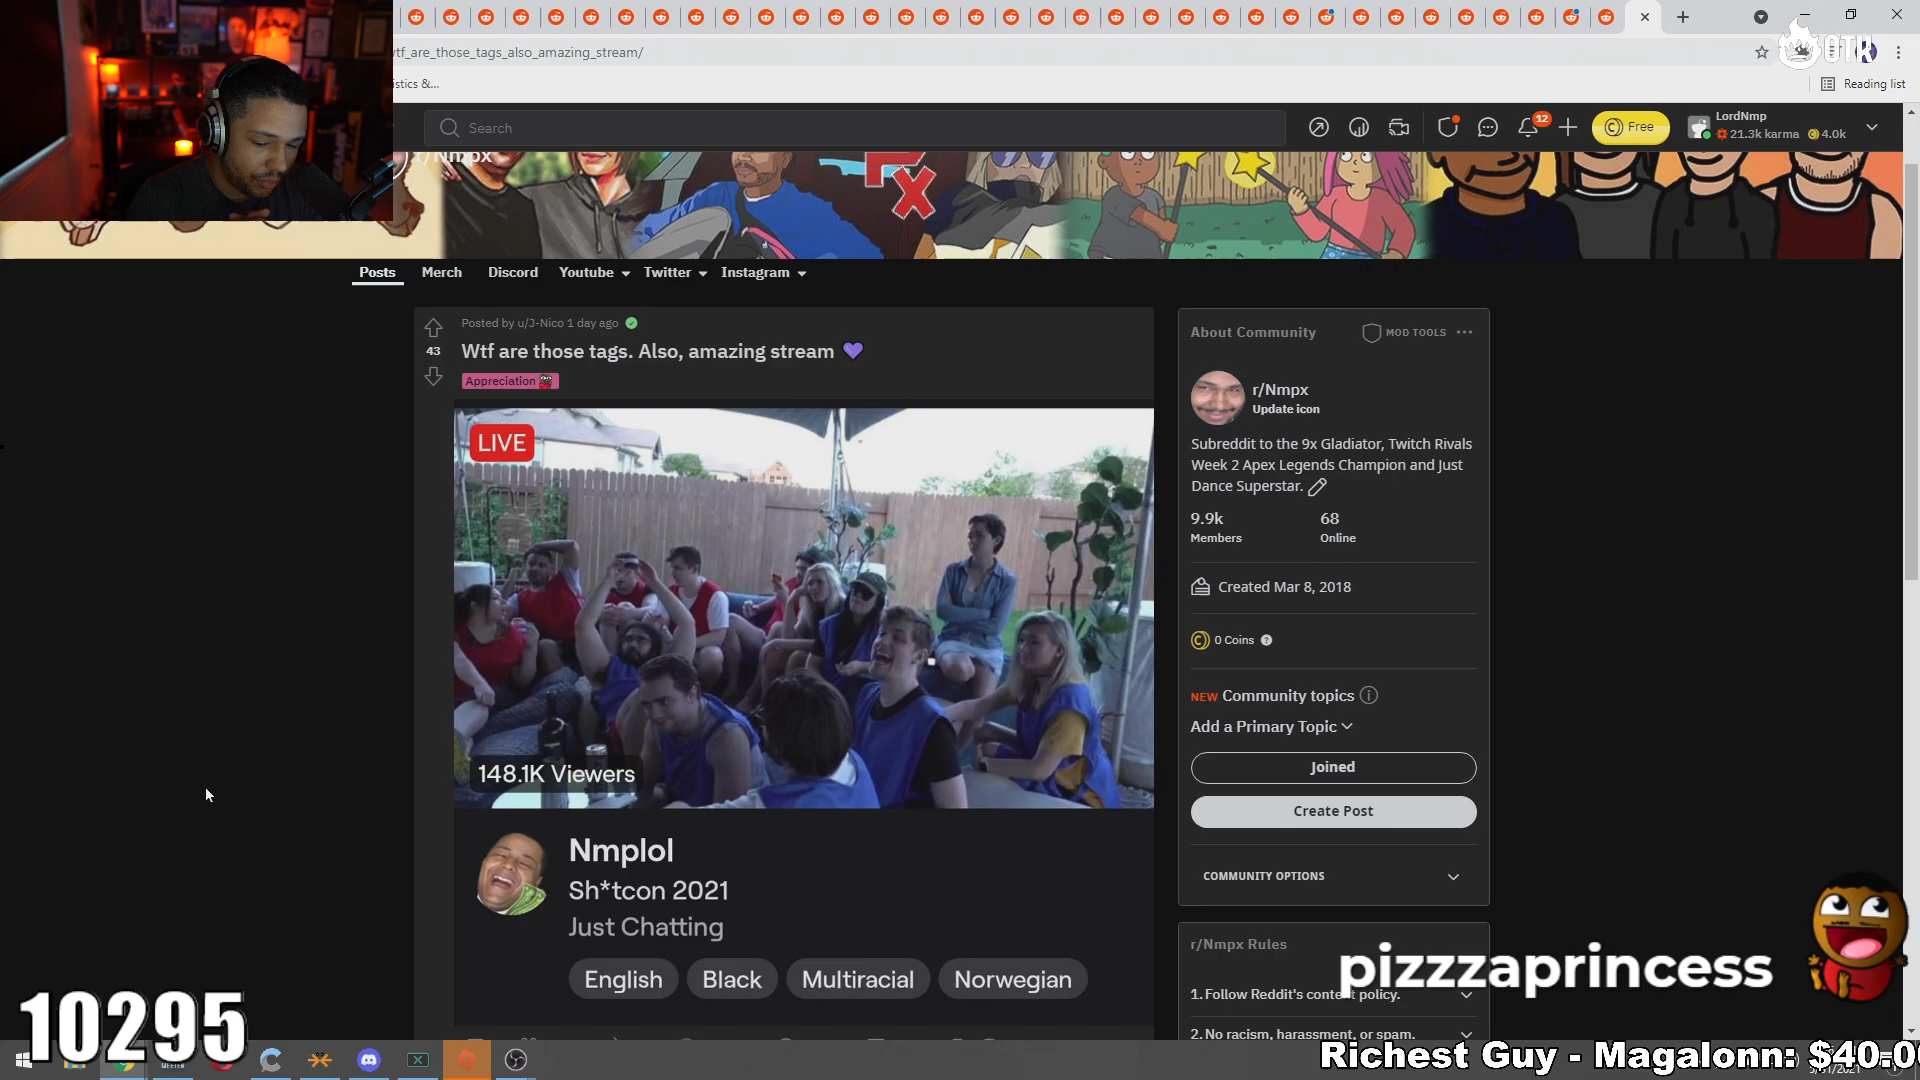 tf_are_those_tags_also_amazing_stream/
OTK
istics &...
Reading list
Search
12
Free
LordNmp
21.3k karma
4.0k
r/Nmpx
Posts
Merch
Discord
Youtube
Twitter
Instagram
Posted by u/J-Nico 1 day ago
43
Wtf are those tags. Also, amazing stream 💜
Appreciation
LIVE
148.1K Viewers
Nmplol
Sh*tcon 2021
Just Chatting
English
Black
Multiracial
Norwegian
About Community
MOD TOOLS
r/Nmpx
Update icon
Subreddit to the 9x Gladiator, Twitch Rivals
Week 2 Apex Legends Champion and Just
Dance Superstar.
9.9k
Members
68
Online
Created Mar 8, 2018
0 Coins
NEW Community topics
Add a Primary Topic
Joined
Create Post
COMMUNITY OPTIONS
r/Nmpx Rules
1. Follow Reddit's content policy.
2. No racism, harassment, or spam.
pizzzaprincess
10295
Richest Guy - Magalonn: $40.0